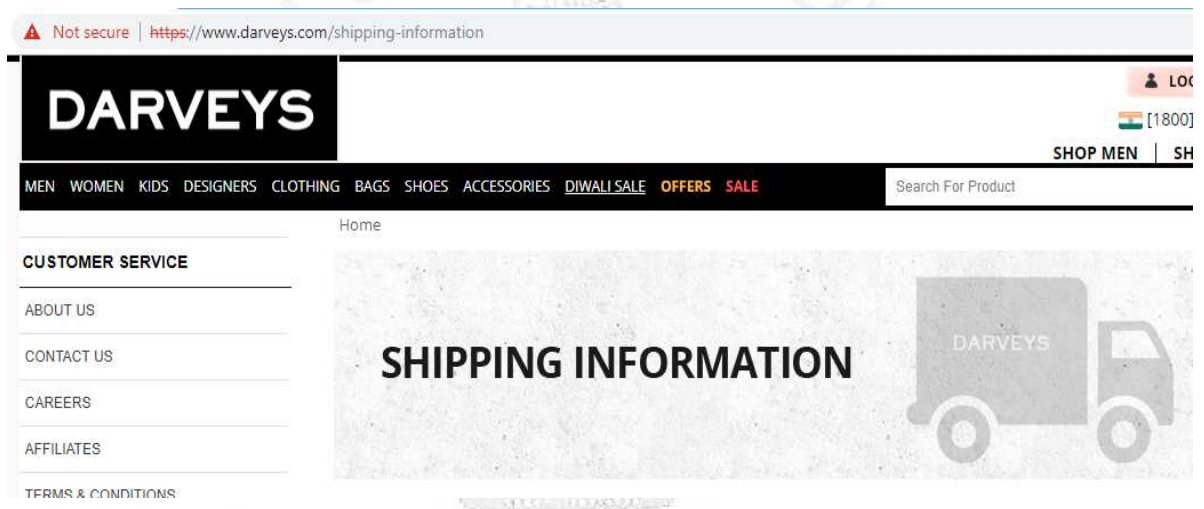 Not secure | https://www.darveys.com/shipping-information
DARVEYS
[1800]
SHOP MEN
MEN WOMEN KIDS DESIGNERS CLOTHING BAGS SHOES ACCESSORIES DIWALI SALE OFFERS SALE
Search For Product
Home
CUSTOMER SERVICE
ABOUT US
CONTACT US
CAREERS
AFFILIATES
TERMS & CONDITIONS
SHIPPING INFORMATION
DARVEYS